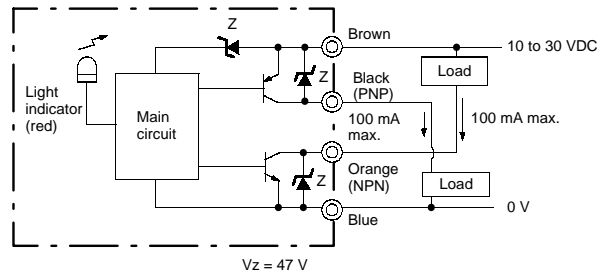 Z
Brown
10 to 30 VDC
Load
Light
indicator
(red)
Main
circuit
Z
Black
(PNP)
100 mA
max.
100 mA max.
Orange
(NPN)
Z
Load
0 V
Blue
Vz = 47 V